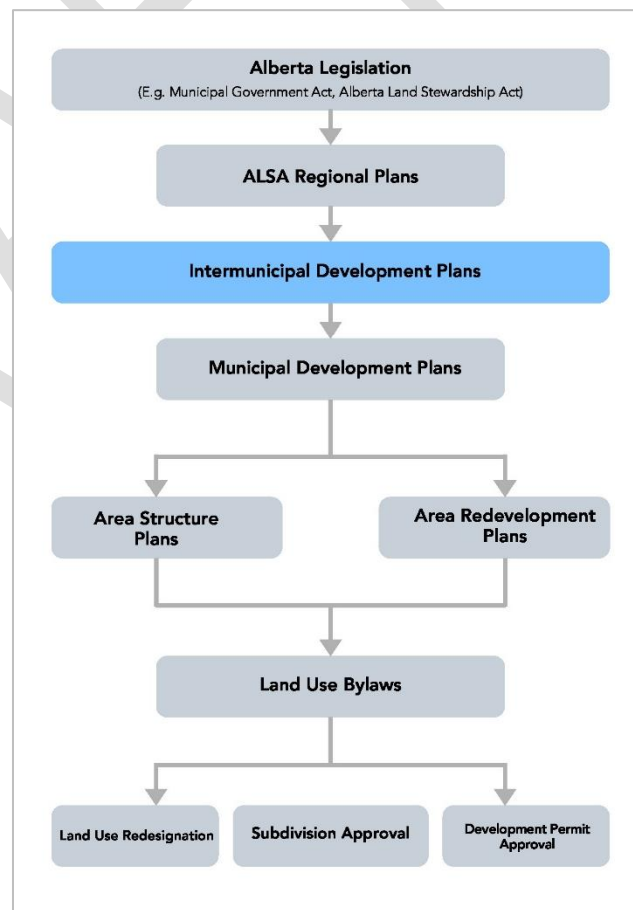 Alberta Legislation
(E.g. Municipal Government Act, Alberta Land Stewardship Act)
ALSA Regional Plans
Intermunicipal Development Plans
Municipal Development Plans
Area Structure
Plans
Area Redevelopment
Plans
Land Use Bylaws
Land Use Redesignation
Subdivision Approval
Development Permit
Approval